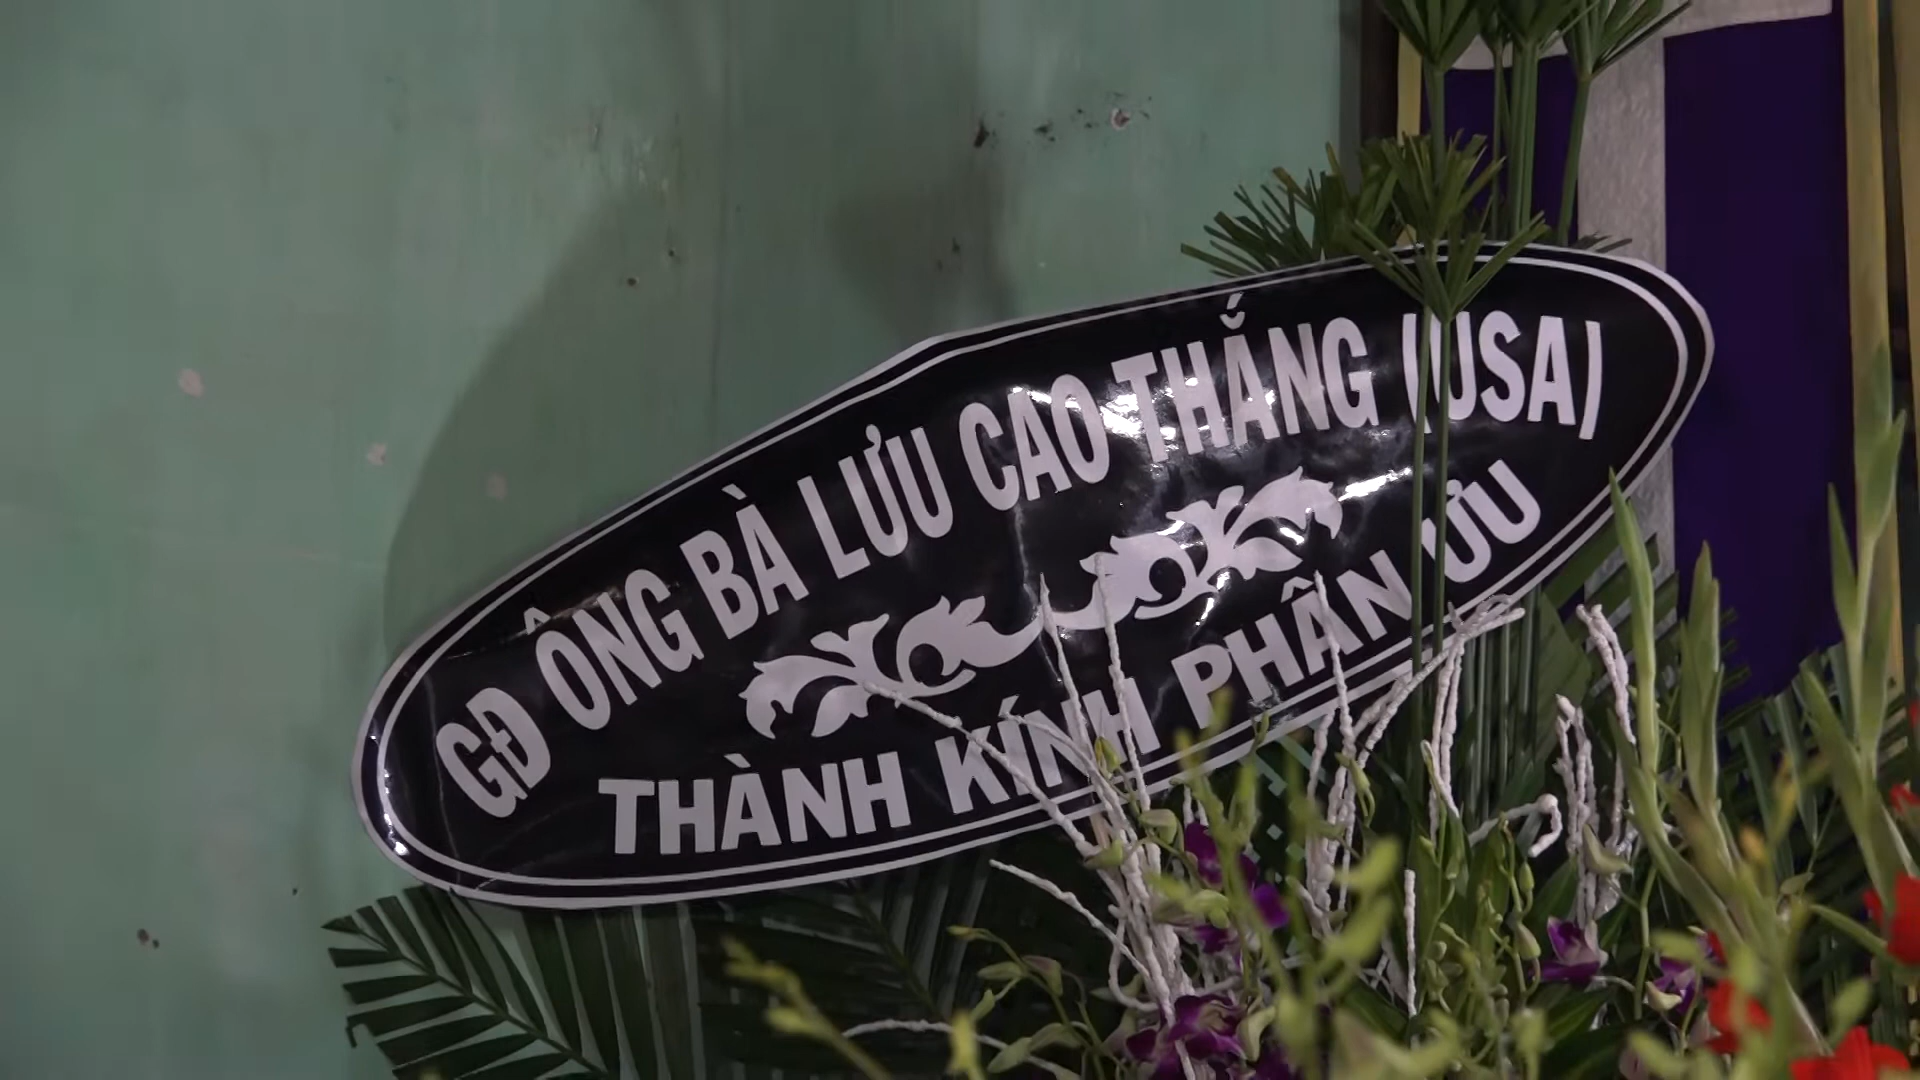 GĐ ÔNG BÀ LƯU CAO THẮNG (USA)
THÀNH KÍNH PHÂN ƯU